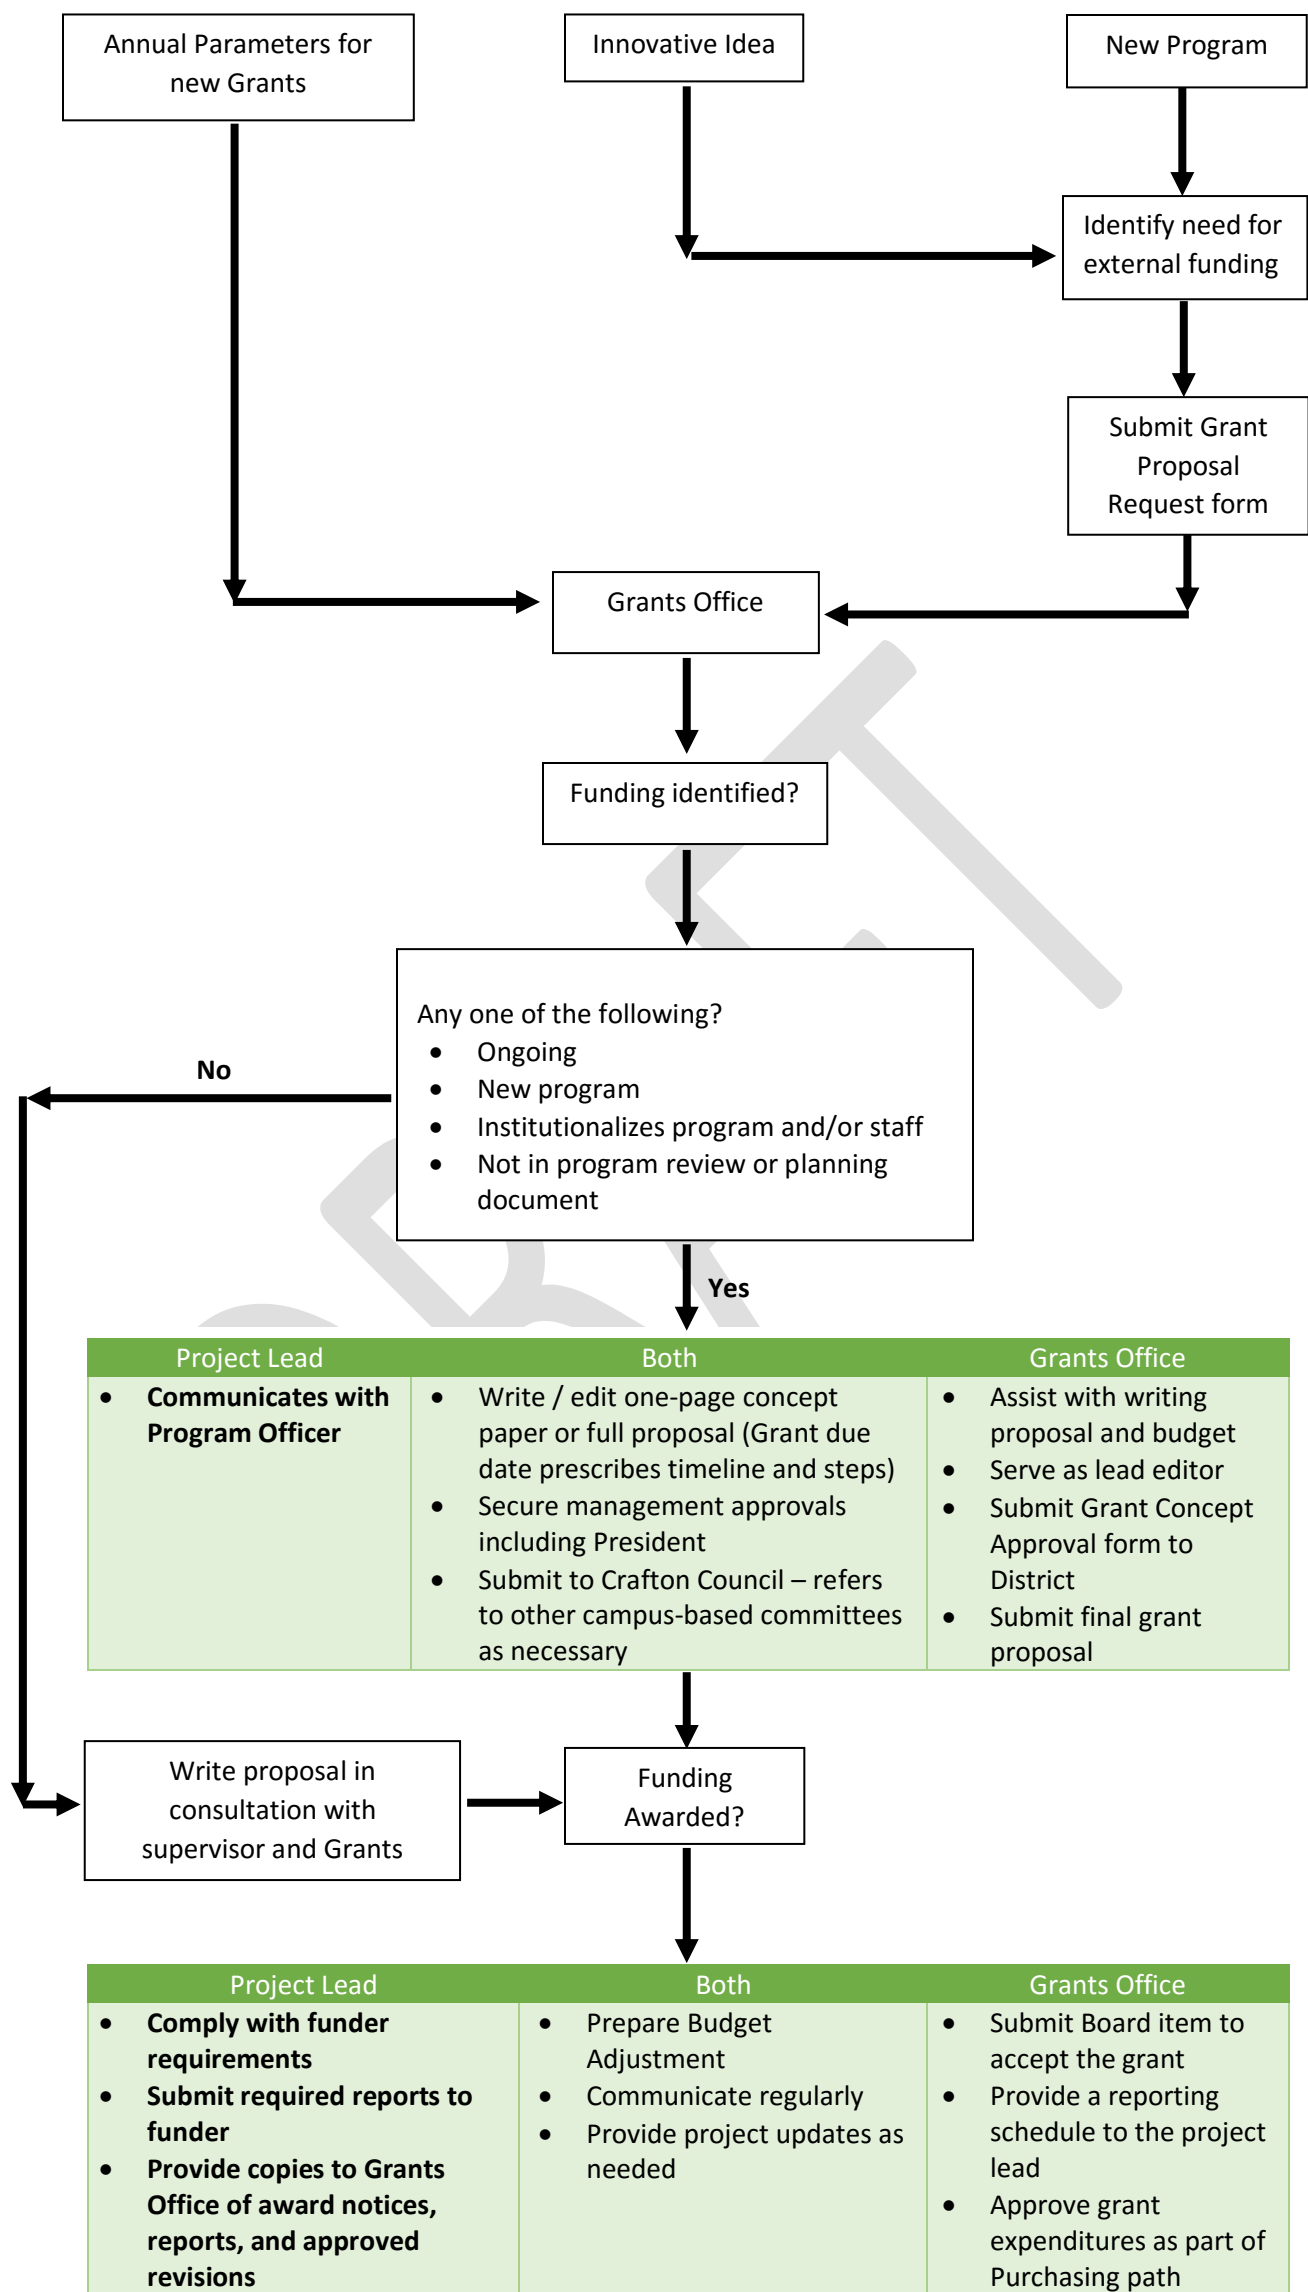 Annual Parameters for
new Grants
Innovative Idea
New Program
Identify need for
external funding
Submit Grant
Proposal
Request form
Grants Office
Funding identified?
Any one of the following?
• Ongoing
• New program
• Institutionalizes program and/or staff
• Not in program review or planning
document
No
Yes
DRAFT
Project Lead
• Communicates with
Program Officer
Both
• Write / edit one-page concept
paper or full proposal (Grant due
date prescribes timeline and steps)
• Secure management approvals
including President
• Submit to Crafton Council – refers
to other campus-based committees
as necessary
Grants Office
• Assist with writing
proposal and budget
• Serve as lead editor
• Submit Grant Concept
Approval form to
District
• Submit final grant
proposal
Write proposal in
consultation with
supervisor and Grants
Funding
Awarded?
Project Lead
• Comply with funder
requirements
• Submit required reports to
funder
• Provide copies to Grants
Office of award notices,
reports, and approved
revisions
Both
• Prepare Budget
Adjustment
• Communicate regularly
• Provide project updates as
needed
Grants Office
• Submit Board item to
accept the grant
• Provide a reporting
schedule to the project
lead
• Approve grant
expenditures as part of
Purchasing path